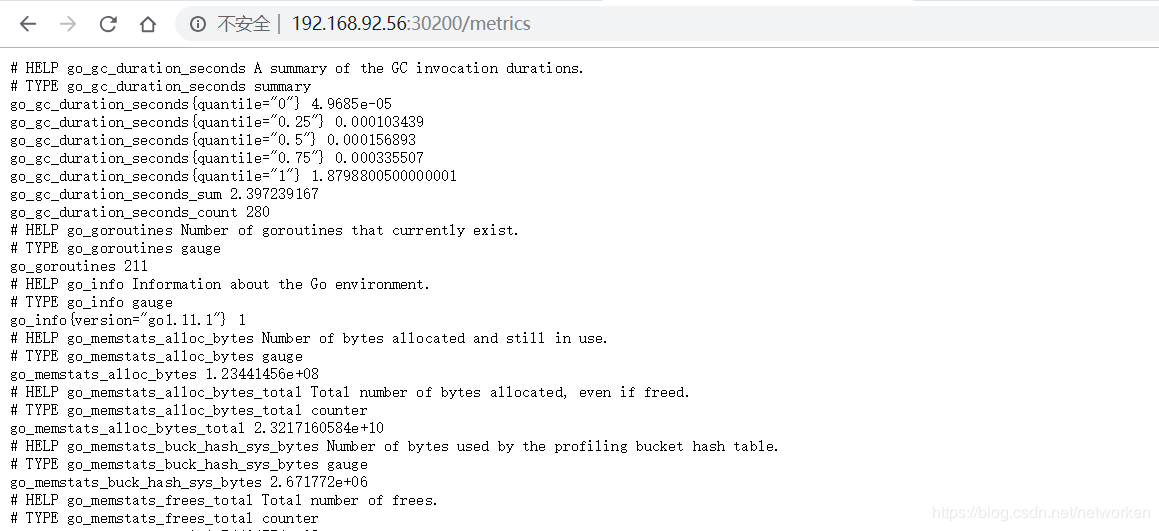 不安全 | 192.168.92.56:30200/metrics
# HELP go_gc_duration_seconds A summary of the GC invocation durations.
# TYPE go_gc_duration_seconds summary
go_gc_duration_seconds{quantile="0"} 4.9685e-05
go_gc_duration_seconds{quantile="0.25"} 0.000103439
go_gc_duration_seconds{quantile="0.5"} 0.000156893
go_gc_duration_seconds{quantile="0.75"} 0.000335507
go_gc_duration_seconds{quantile="1"} 1.8798800500000001
go_gc_duration_seconds_sum 2.397239167
go_gc_duration_seconds_count 280
# HELP go_goroutines Number of goroutines that currently exist.
# TYPE go_goroutines gauge
go_goroutines 211
# HELP go_info Information about the Go environment.
# TYPE go_info gauge
go_info{version="go1.11.1"} 1
# HELP go_memstats_alloc_bytes Number of bytes allocated and still in use.
# TYPE go_memstats_alloc_bytes gauge
go_memstats_alloc_bytes 1.23441456e+08
# HELP go_memstats_alloc_bytes_total Total number of bytes allocated, even if freed.
# TYPE go_memstats_alloc_bytes_total counter
go_memstats_alloc_bytes_total 2.3217160584e+10
# HELP go_memstats_buck_hash_sys_bytes Number of bytes used by the profiling bucket hash table.
# TYPE go_memstats_buck_hash_sys_bytes gauge
go_memstats_buck_hash_sys_bytes 2.671772e+06
# HELP go_memstats_frees_total Total number of frees.
# TYPE go_memstats_frees_total counter
https://blog.csdn.net/networken